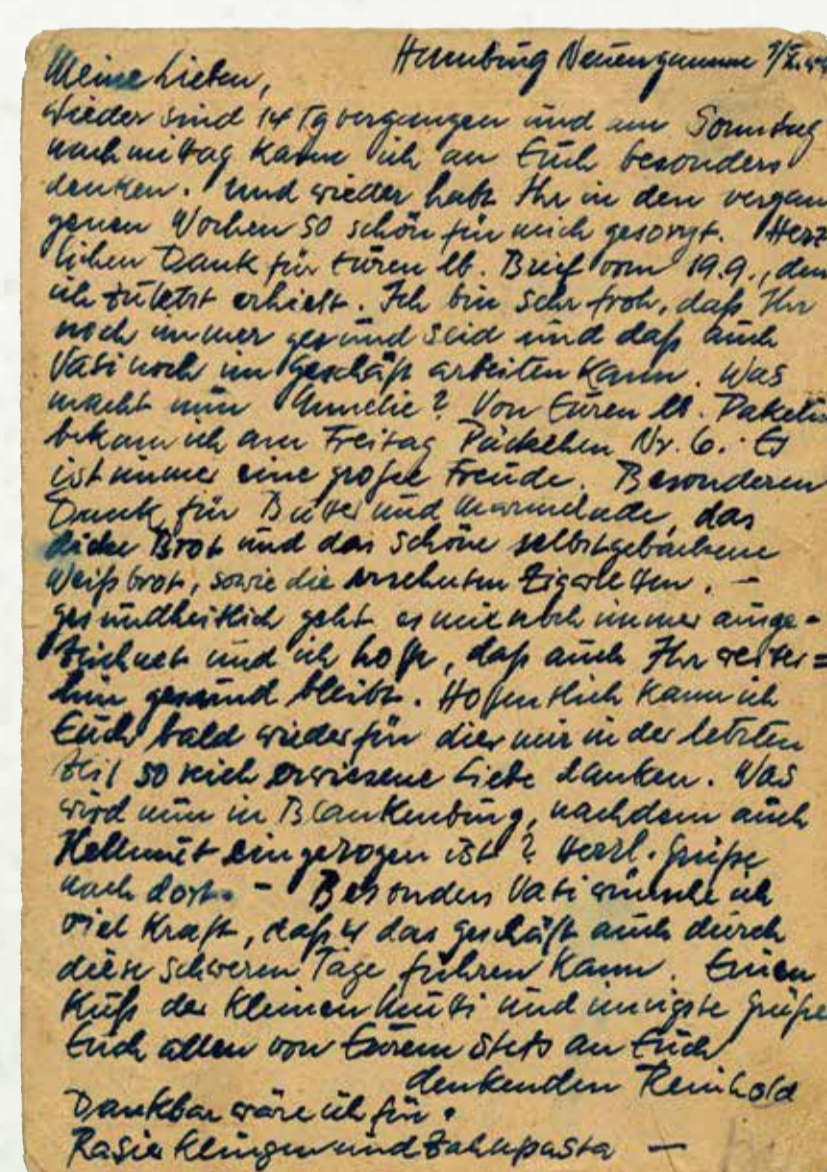 Hamburg Neuengamme
Meine Lieben,
wieder sind 14 Tg vergangen und am Sonntag
nachmittag kann ich an Euch besonders
denken. Und wieder habt Ihr in den vergan
genen Wochen so schön für mich gesorgt. Herz
lichen Dank für Euren lb. Brief vom 19.9., den
ich zuletzt erhielt. Ich bin sehr froh, daß Ihr
noch immer gesund seid und daß auch
Vati noch im Geschäft arbeiten kann. Was
macht nun Annelie? Von Euren lb. Paketen
bekam ich am Freitag Päckchen Nr. 6. Es
ist immer eine große Freude. Besonderen
Dank für Butter und Marmelade, das
dicke Brot und das schöne selbstgebackene
Weißbrot, sowie die ersehnten Zigaretten. —
gesundheitlich geht es mir noch immer ausge-
zeichnet und ich hoffe, daß auch Ihr weiter=
hin gesund bleibt. Hoffentlich kann ich
Euch bald wieder für die mir in der letzten
Zeit so reich erwiesene Liebe danken. Was
wird nun in Blankenburg, nachdem auch
Hellmut eingezogen ist? Herzl. Grüße
nach dort. - Besonders Vati wünsche ich
viel Kraft, daß er das Geschäft auch durch
diese schweren Tage führen kann. Einen
Kuß der kleinen Mutti und innigste Grüße
Euch allen von Eurem stets an Euch
denkenden Reinhold
Dankbar wäre ich für:
Rasierklingen und Zahnpasta —